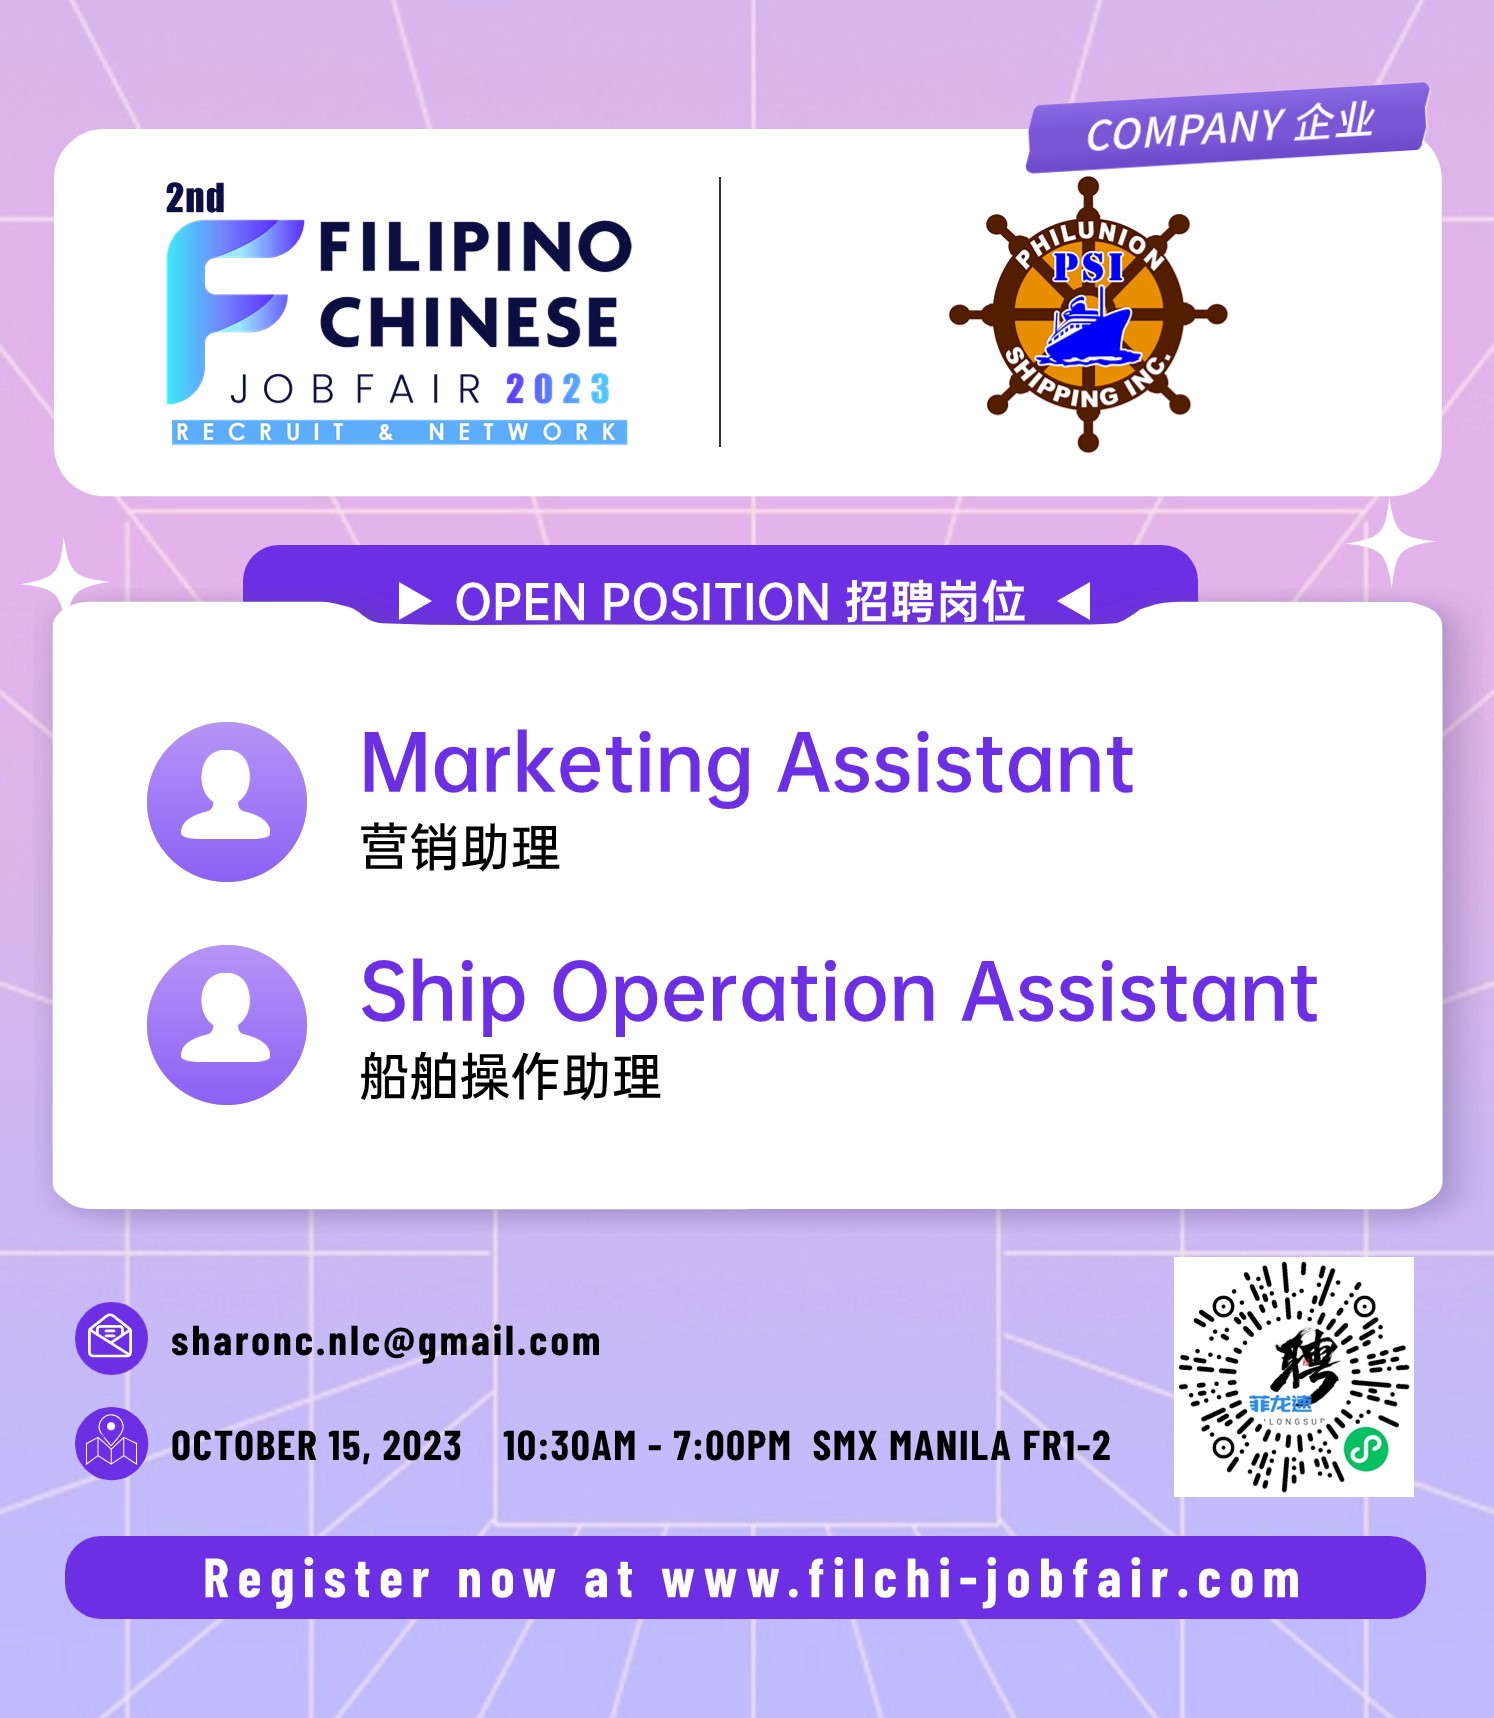 COMPANY 企业
2nd
FILIPINO
CHINESE
JOBFAIR 2023
RECRUIT & NETWORK
PHILUNION
PSI
SHIPPING INC.
OPEN POSITION 招聘岗位
Marketing Assistant
营销助理
Ship Operation Assistant
船舶操作助理
sharonc.nlc@gmail.com
OCTOBER 15, 2023 10:30AM - 7:00PM SMX MANILA FR1-2
聘
菲龙速
Register now at www.filchi-jobfair.com